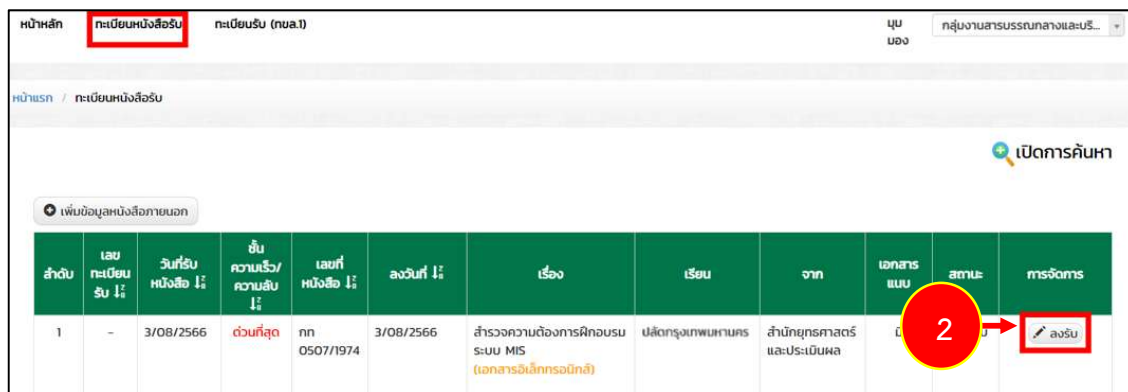 หน้าหลัก ทะเบียนหนังสือรับ ทะเบียนรับ (ทขล.1) มุมมอง กลุ่มงานสารบรรณกลางและบริ...
หน้าแรก / ทะเบียนหนังสือรับ
เปิดการค้นหา
เพิ่มข้อมูลหนังสือภายนอก
ลำดับ เลขทะเบียนรับ วันที่รับหนังสือ ชั้นความเร็ว/ความลับ เลขที่หนังสือ ลงวันที่ เรื่อง เรียน จาก เอกสารแนบ สถานะ การจัดการ
1 - 3/08/2566 ด่วนที่สุด กท 0507/1974 3/08/2566 สำรวจความต้องการฝึกอบรม ปลัดกรุงเทพมหานคร สำนักยุทธศาสตร์ 2 ลงรับ
ระบบ MIS และประเมินผล
(เอกสารอิเล็กทรอนิกส์)